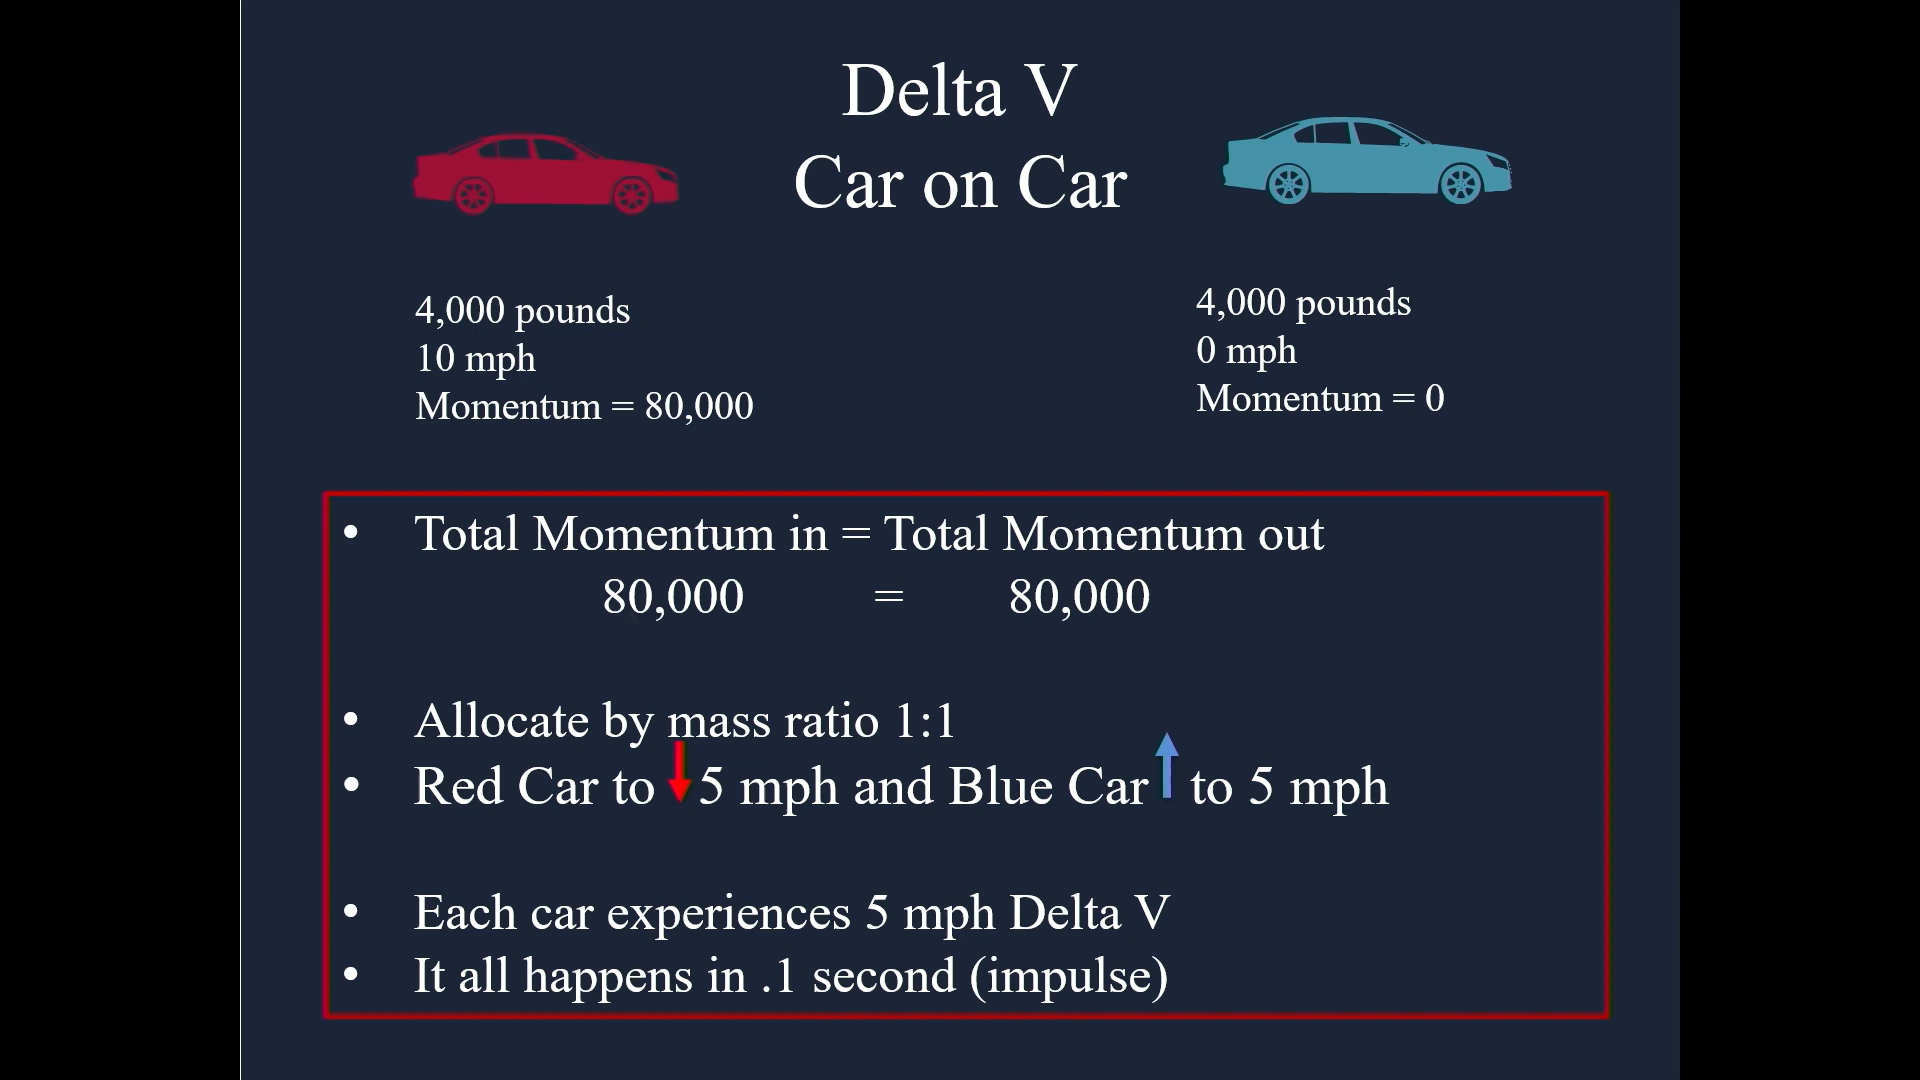 Delta V
Car on Car
4,000 pounds
10 mph
Momentum = 80,000
4,000 pounds
0 mph
Momentum = 0
• Total Momentum in = Total Momentum out
80,000 = 80,000
• Allocate by mass ratio 1:1
• Red Car to ↓ 5 mph and Blue Car ↑ to 5 mph
• Each car experiences 5 mph Delta V
• It all happens in .1 second (impulse)